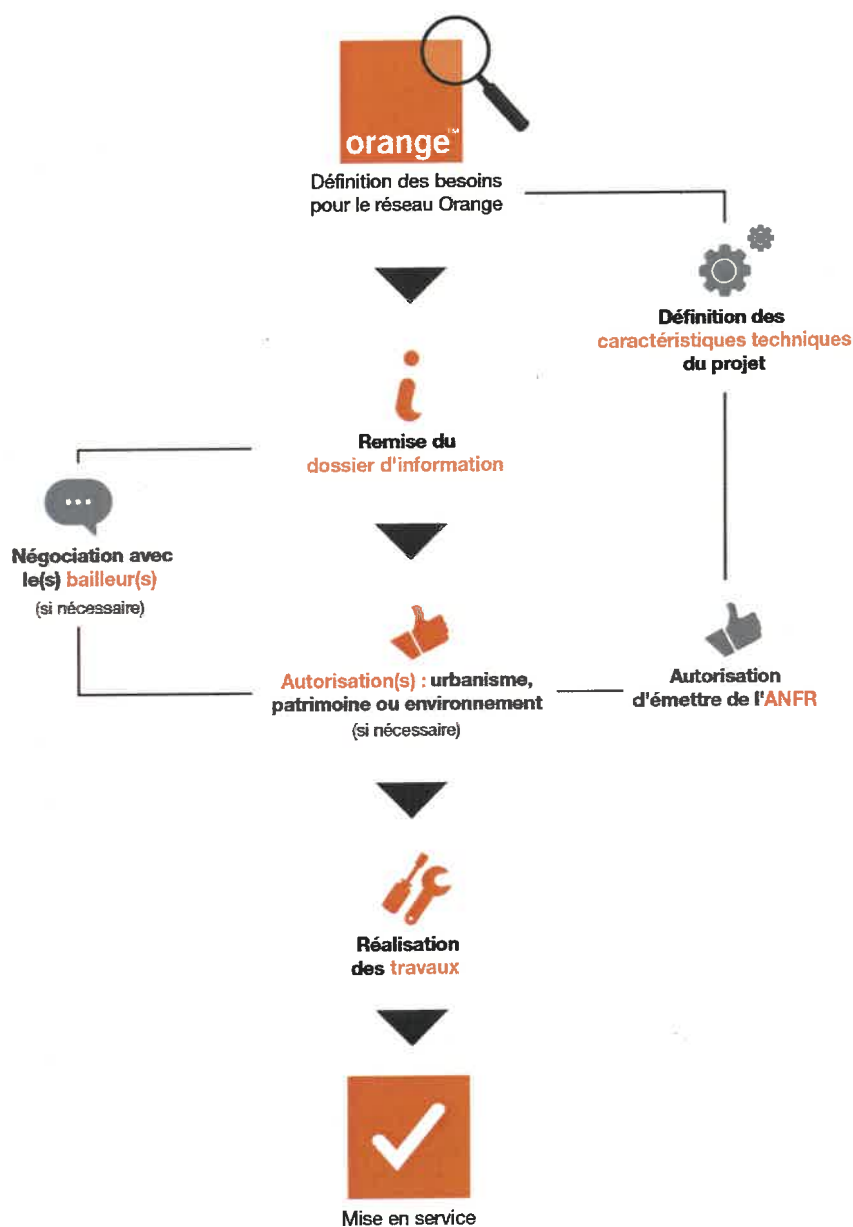 orange™
Définition des besoins
pour le réseau Orange
Définition des
caractéristiques techniques
du projet
Remise du
dossier d'information
Négociation avec
le(s) bailleur(s)
(si nécessaire)
Autorisation(s) : urbanisme,
patrimoine ou environnement
(si nécessaire)
Autorisation
d'émettre de l'ANFR
Réalisation
des travaux
Mise en service